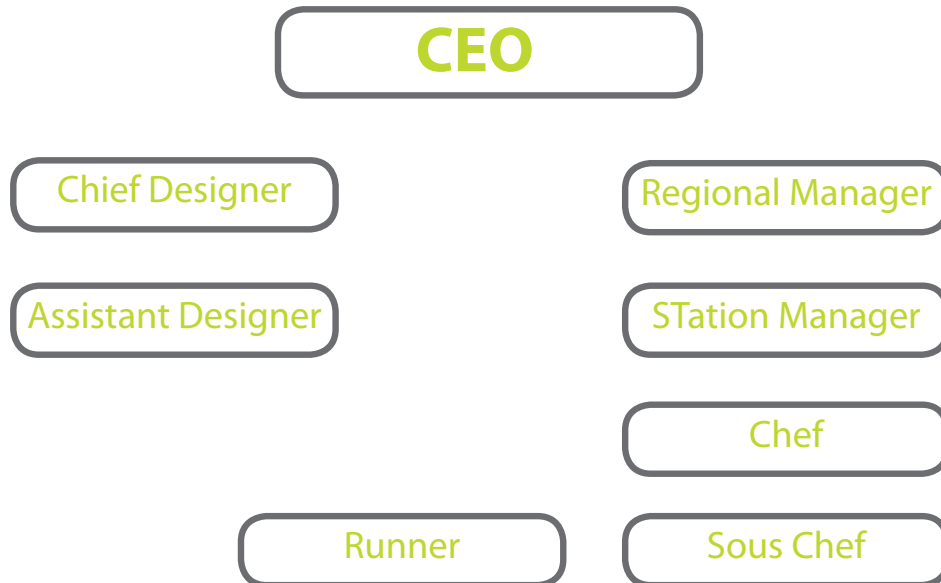 CEO
Chief Designer
Regional Manager
Assistant Designer
STation Manager
Chef
Runner
Sous Chef